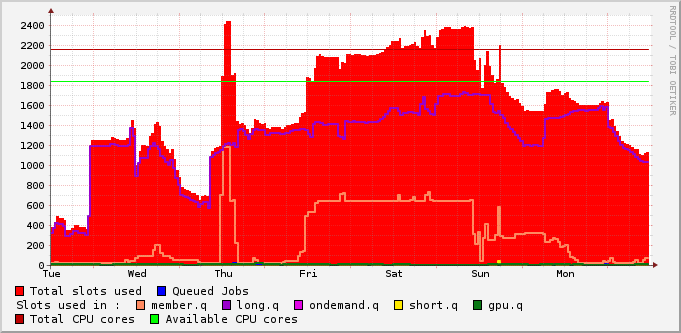 RRDTOOL / TOBI OETIKER
2400
2200
2000
1800
1600
1400
1200
1000
800
600
400
200
0
Tue Wed Thu Fri Sat Sun Mon
Total slots used Queued Jobs
Slots used in : member.q long.q ondemand.q short.q gpu.q
Total CPU cores Available CPU cores